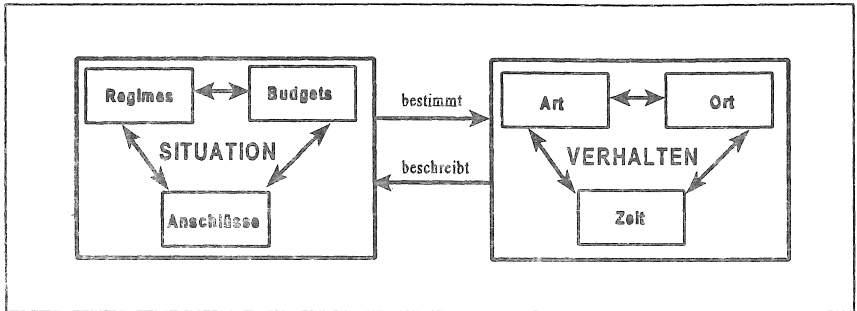 Regimes
Budgets
SITUATION
Anschlüsse
bestimmt
beschreibt
Art
Ort
VERHALTEN
Zeit